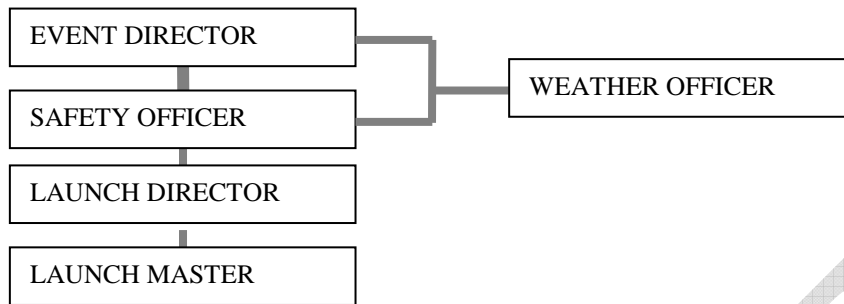 EVENT DIRECTOR
WEATHER OFFICER
SAFETY OFFICER
LAUNCH DIRECTOR
LAUNCH MASTER